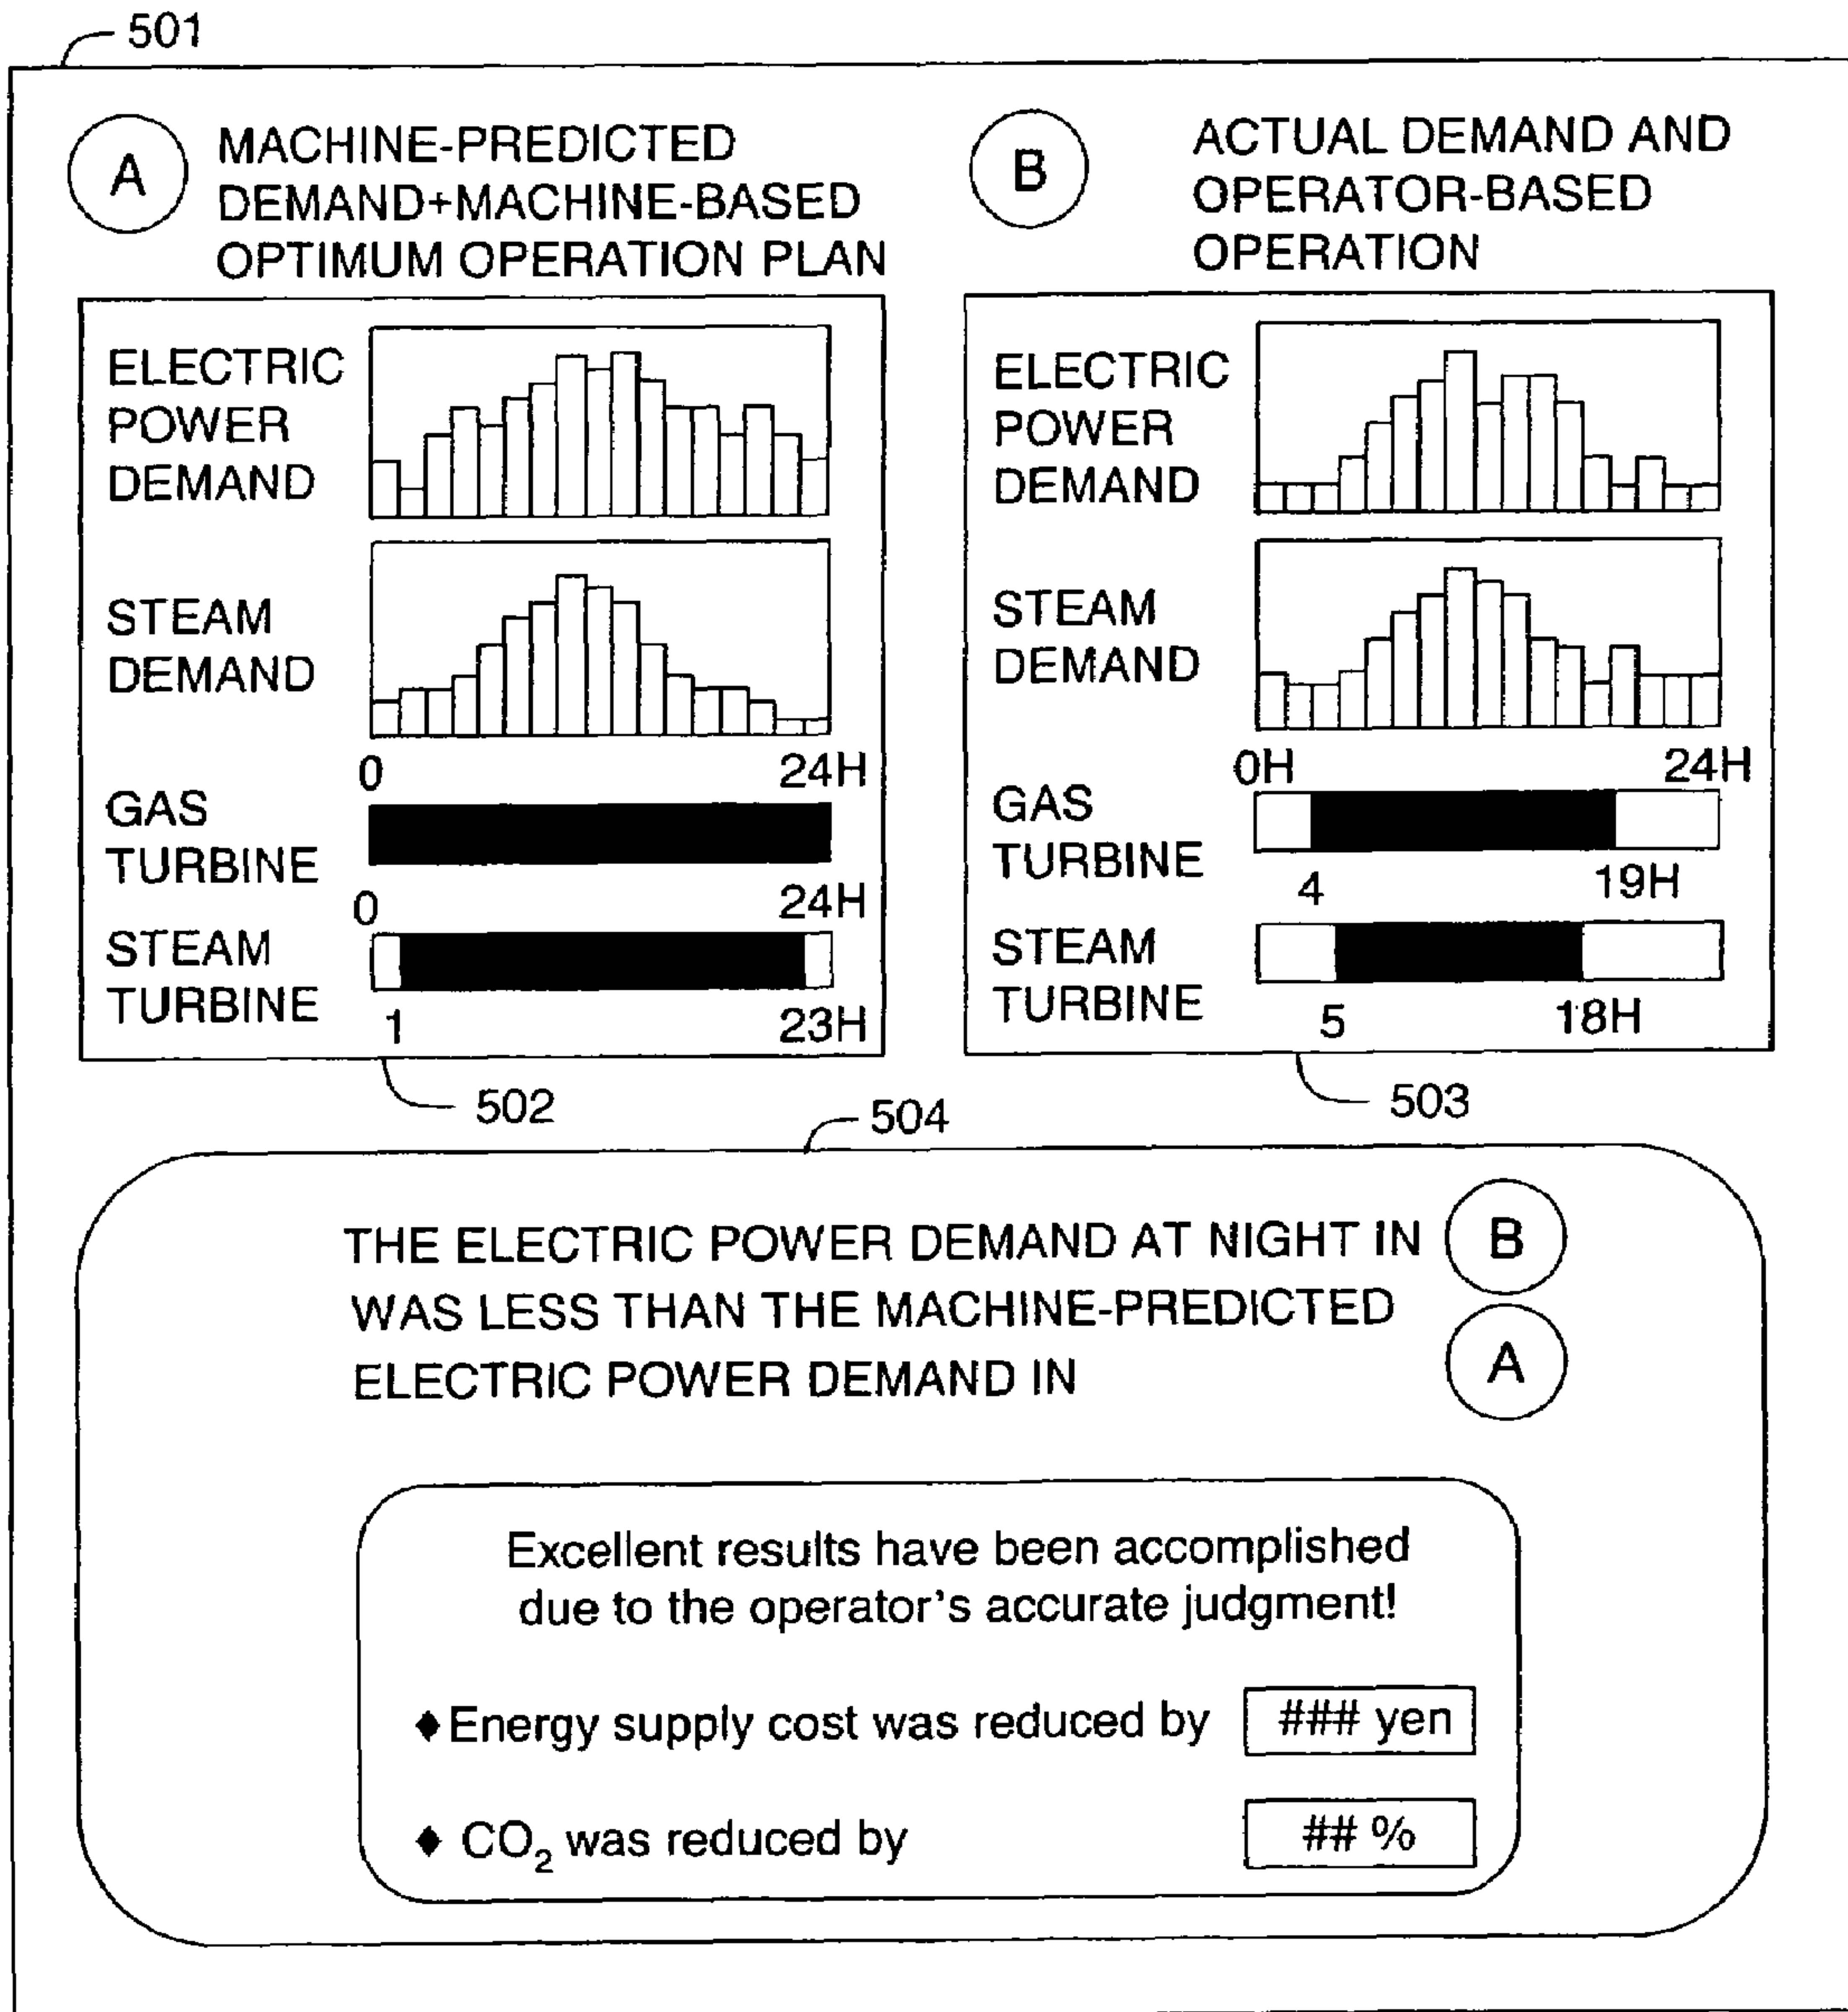 501
A
MACHINE-PREDICTED
DEMAND+MACHINE-BASED
OPTIMUM OPERATION PLAN
B
ACTUAL DEMAND AND
OPERATOR-BASED
OPERATION
ELECTRIC
POWER
DEMAND
STEAM
DEMAND
0 24H
GAS
TURBINE
0 24H
STEAM
TURBINE
1 23H
502
ELECTRIC
POWER
DEMAND
STEAM
DEMAND
0H 24H
GAS
TURBINE
4 19H
STEAM
TURBINE
5 18H
503
504
THE ELECTRIC POWER DEMAND AT NIGHT IN B
WAS LESS THAN THE MACHINE-PREDICTED
ELECTRIC POWER DEMAND IN A
Excellent results have been accomplished
due to the operator's accurate judgment!
♦Energy supply cost was reduced by ### yen
♦ CO₂ was reduced by ## %